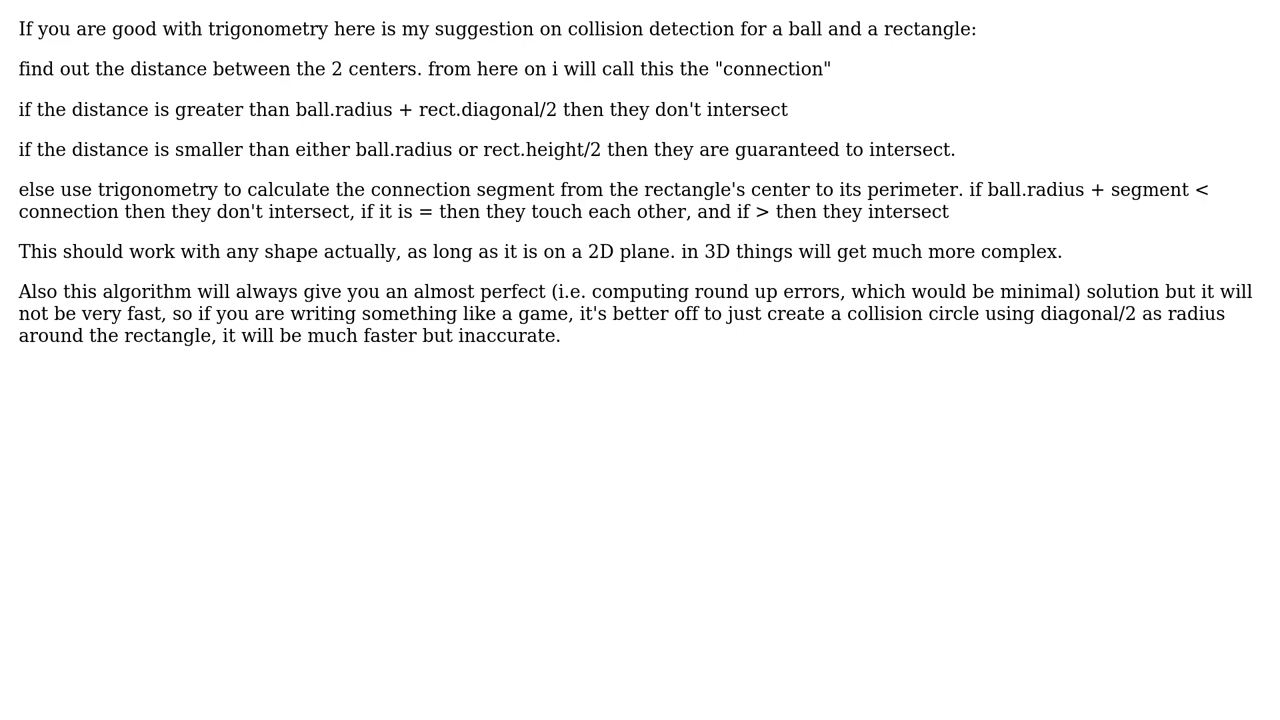 If you are good with trigonometry here is my suggestion on collision detection for a ball and a rectangle:
find out the distance between the 2 centers. from here on i will call this the "connection"
if the distance is greater than ball.radius + rect.diagonal/2 then they don't intersect
if the distance is smaller than either ball.radius or rect.height/2 then they are guaranteed to intersect.
else use trigonometry to calculate the connection segment from the rectangle's center to its perimeter. if ball.radius + segment <
connection then they don't intersect, if it is = then they touch each other, and if > then they intersect
This should work with any shape actually, as long as it is on a 2D plane. in 3D things will get much more complex.
Also this algorithm will always give you an almost perfect (i.e. computing round up errors, which would be minimal) solution but it will
not be very fast, so if you are writing something like a game, it's better off to just create a collision circle using diagonal/2 as radius
around the rectangle, it will be much faster but inaccurate.